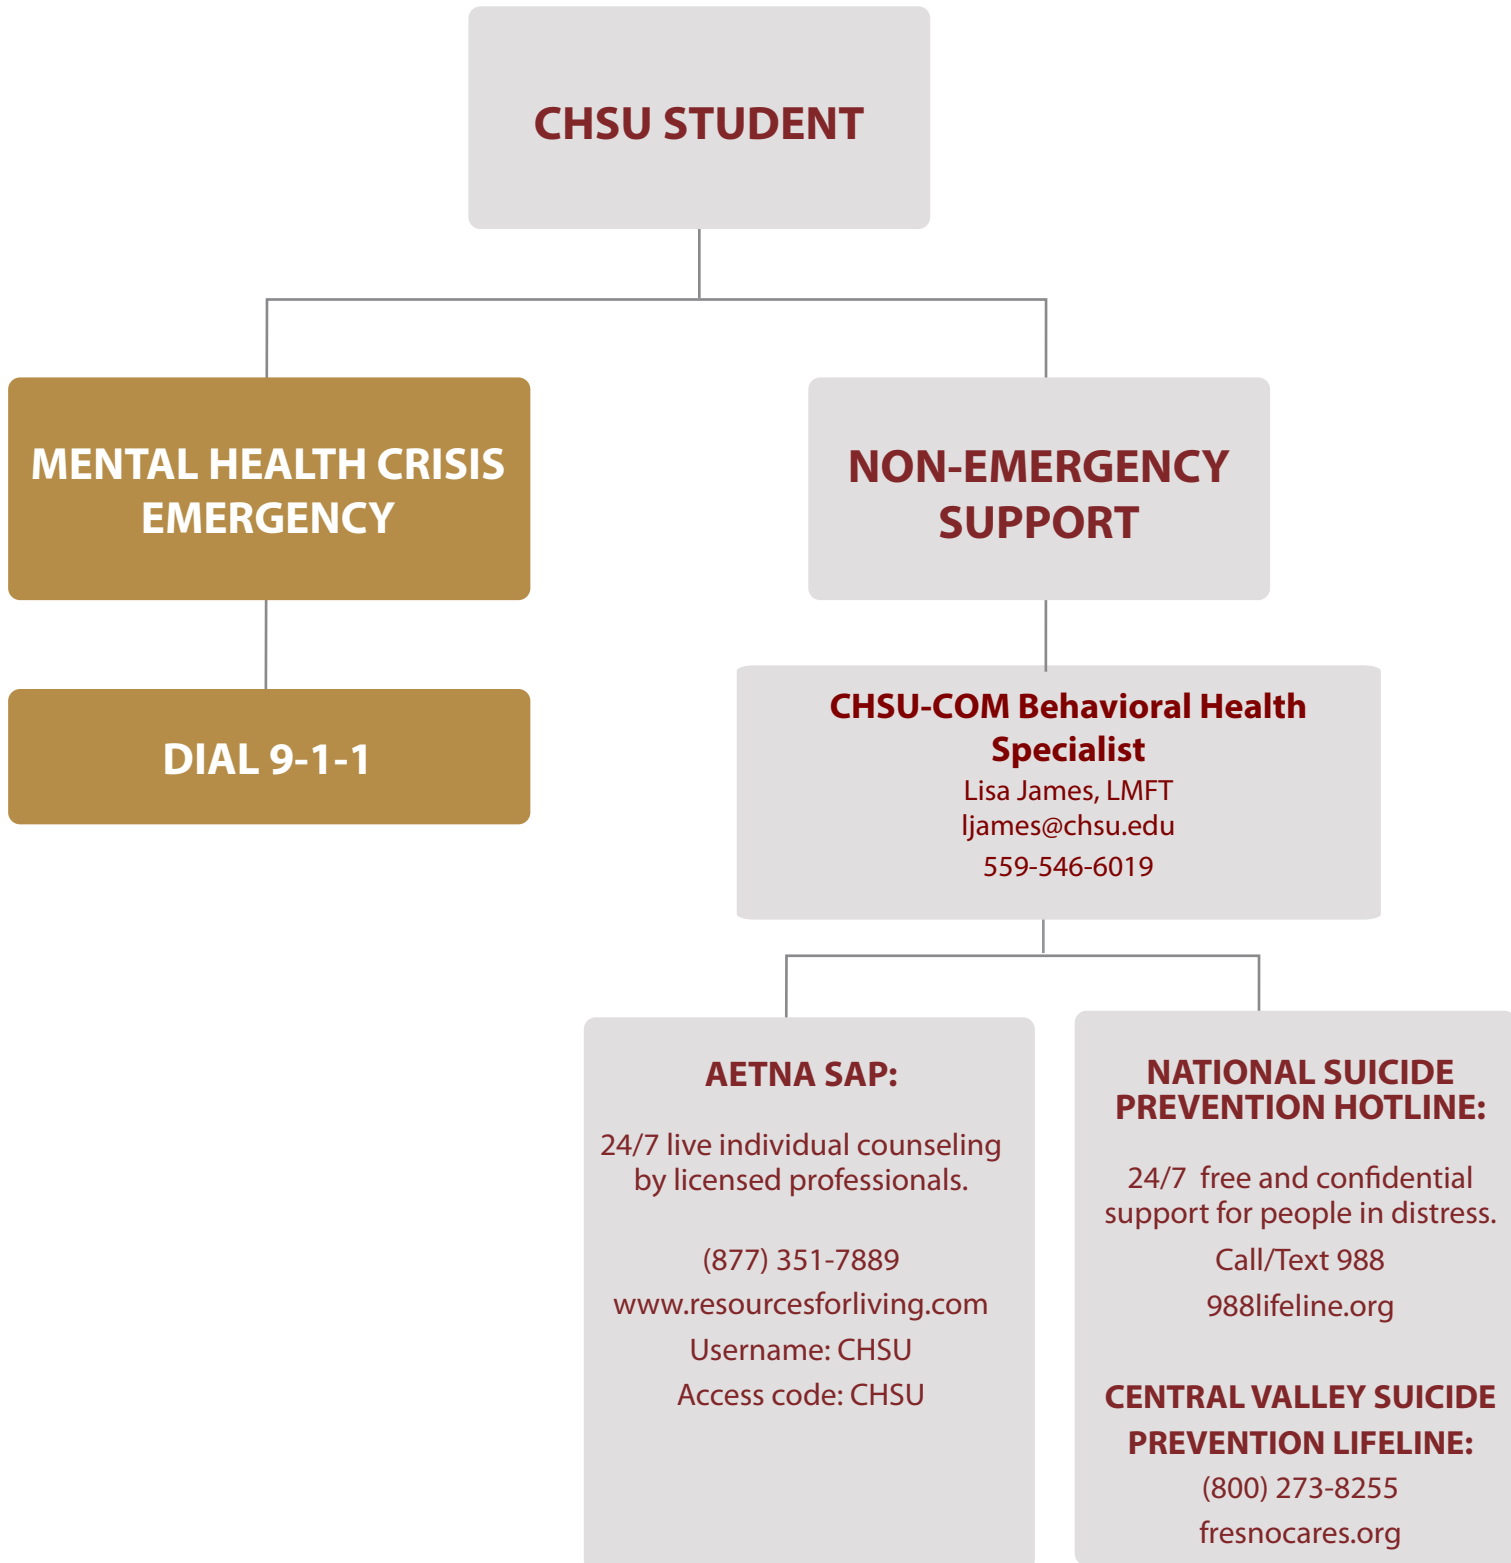 CHSU STUDENT
MENTAL HEALTH CRISIS
EMERGENCY
DIAL 9-1-1
NON-EMERGENCY
SUPPORT
CHSU-COM Behavioral Health
Specialist
Lisa James, LMFT
ljames@chsu.edu
559-546-6019
AETNA SAP:
24/7 live individual counseling
by licensed professionals.
(877) 351-7889
www.resourcesforliving.com
Username: CHSU
Access code: CHSU
NATIONAL SUICIDE
PREVENTION HOTLINE:
24/7 free and confidential
support for people in distress.
Call/Text 988
988lifeline.org
CENTRAL VALLEY SUICIDE
PREVENTION LIFELINE:
(800) 273-8255
fresnocares.org